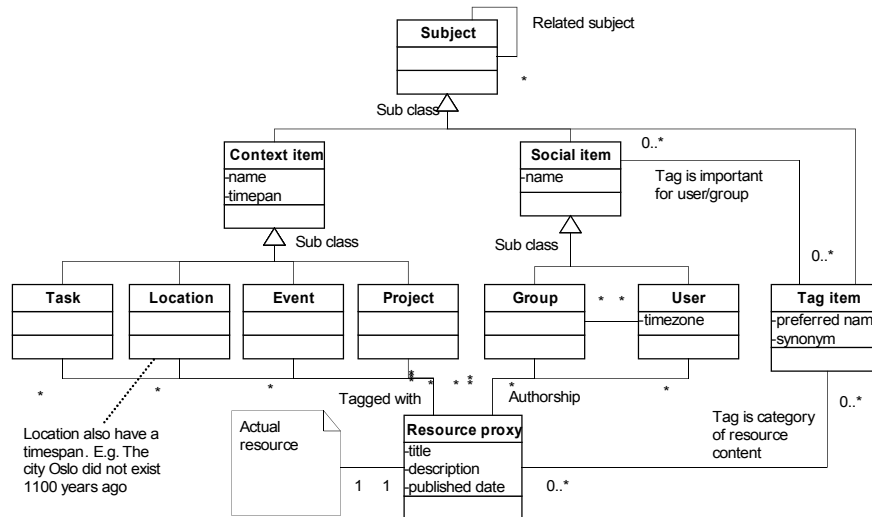 Subject
Related subject
*
Sub class
Context item
-name
-timepan
Social item
-name
0..*
Tag is important
for user/group
Sub class
Sub class
0..*
Task
Location
Event
Project
Group
* *
User
-timezone
Tag item
-preferred name
-synonym
* * * * * * * * * *
Tagged with
Authorship
0..*
Location also have a
timespan. E.g. The
city Oslo did not exist
1100 years ago
Actual
resource
Resource proxy
-title
-description
-published date
Tag is category
of resource
content
1 1
0..*